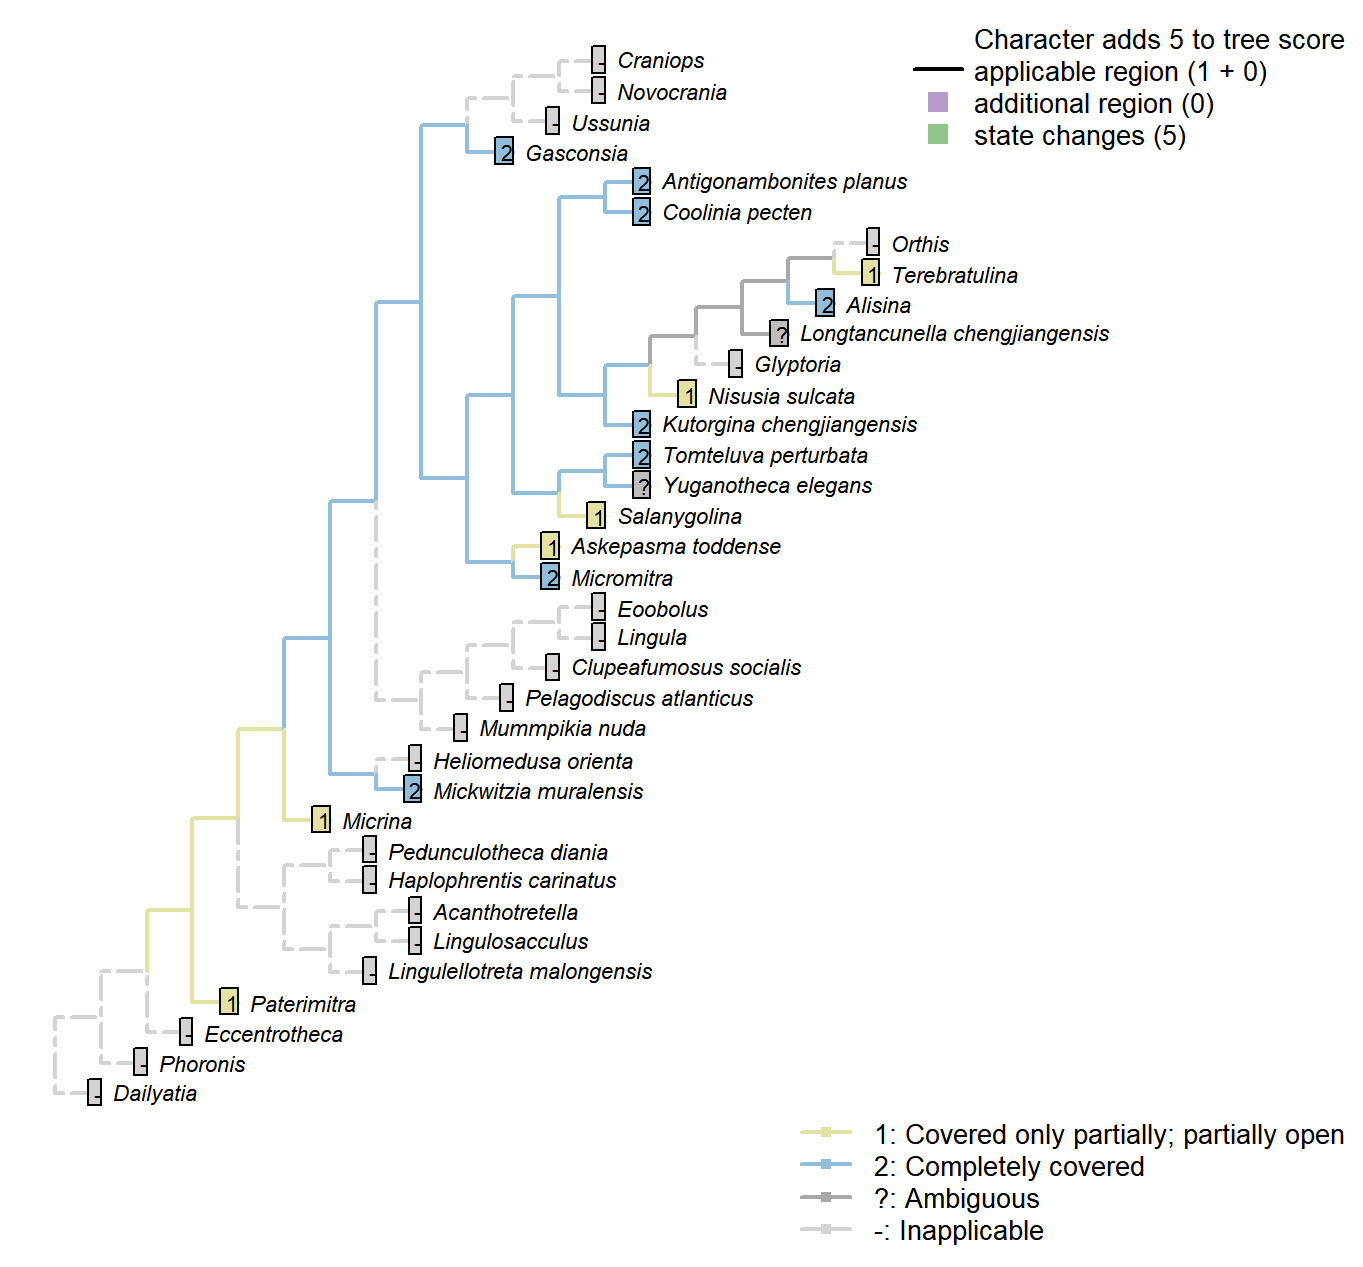 Character adds 5 to tree score
applicable region (1 + 0)
additional region (0)
state changes (5)
- Craniops
- Novocrania
- Ussunia
2 Gasconsia
2 Antigonambonites planus
2 Coolinia pecten
- Orthis
1 Terebratulina
2 Alisina
? Longtancunella chengjiangensis
- Glyptoria
1 Nisusia sulcata
2 Kutorgina chengjiangensis
2 Tomteluva perturbata
? Yuganotheca elegans
1 Salanygolina
1 Askepasma toddense
2 Micromitra
- Eoobolus
- Lingula
- Clupeafumosus socialis
- Pelagodiscus atlanticus
- Mummpikia nuda
- Heliomedusa orienta
2 Mickwitzia muralensis
1 Micrina
- Pedunculotheca diania
- Haplophrentis carinatus
- Acanthotretella
- Lingulosacculus
- Lingulellotreta malongensis
1 Paterimitra
- Eccentrotheca
- Phoronis
- Dailyatia
1: Covered only partially; partially open
2: Completely covered
?: Ambiguous
-: Inapplicable